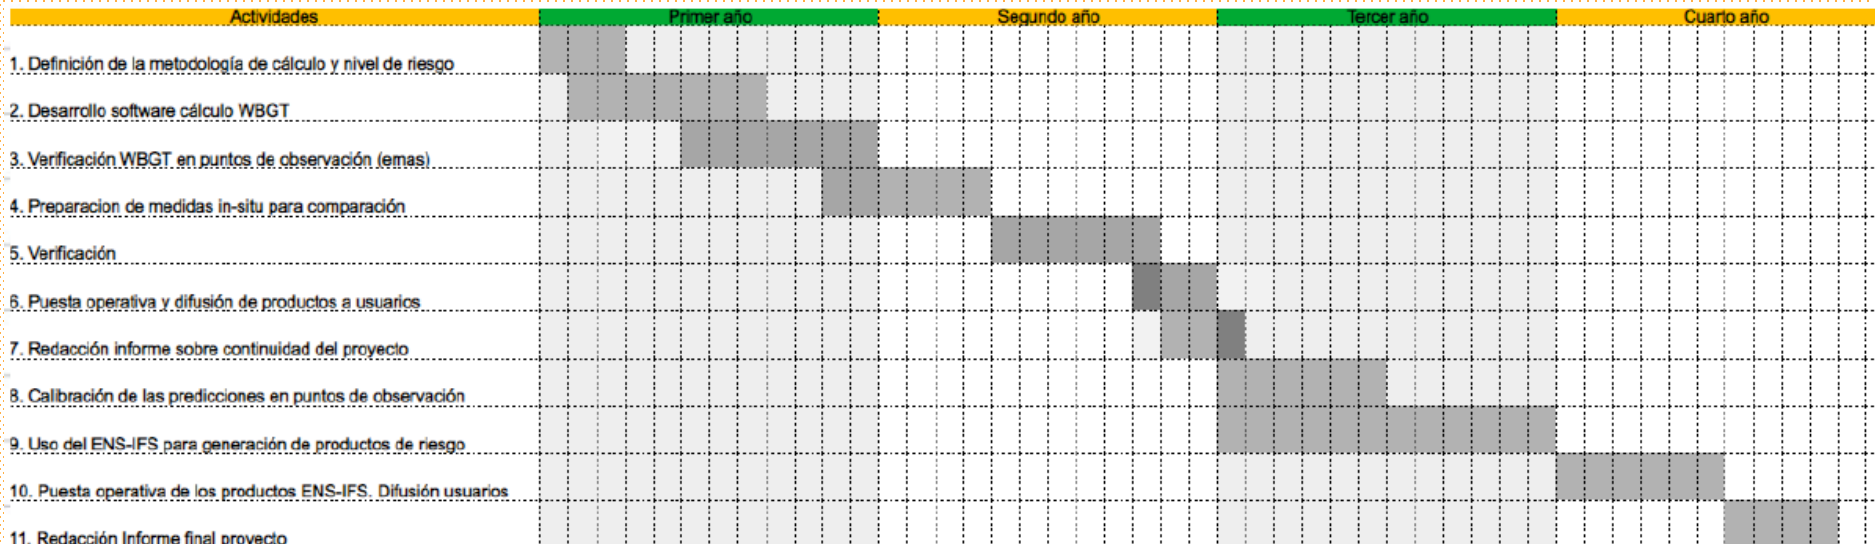 Actividades Primer año Segundo año Tercer año Cuarto año
1. Definición de la metodología de cálculo y nivel de riesgo
2. Desarrollo software cálculo WBGT
3. Verificación WBGT en puntos de observación (emas)
4. Preparacion de medidas in-situ para comparación
5. Verificación
6. Puesta operativa y difusión de productos a usuarios
7. Redacción informe sobre continuidad del proyecto
8. Calibración de las predicciones en puntos de observación
9. Uso del ENS-IFS para generación de productos de riesgo
10. Puesta operativa de los productos ENS-IFS. Difusión usuarios
11. Redacción Informe final proyecto